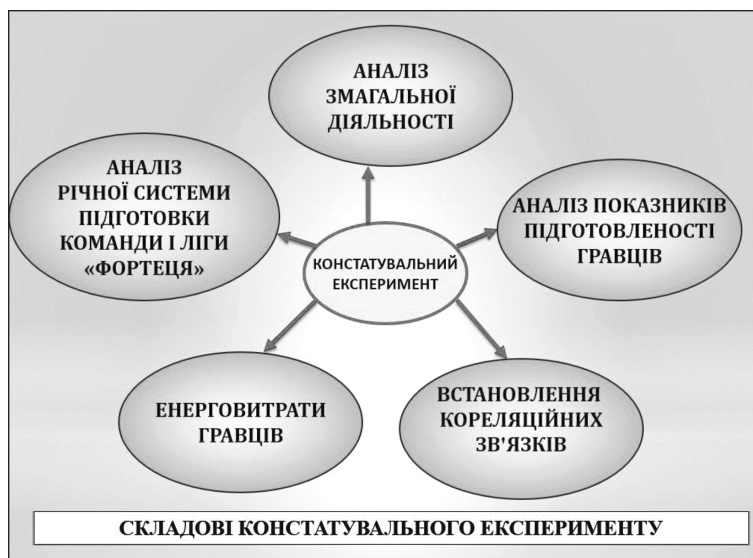 АНАЛІЗ
ЗМАГАЛЬНОЇ
ДІЯЛЬНОСТІ
АНАЛІЗ
РІЧНОЇ СИСТЕМИ
ПІДГОТОВКИ
КОМАНДИ І ЛІГИ
«ФОРТЕЦЯ»
АНАЛІЗ ПОКАЗНИКІВ
ПІДГОТОВЛЕНОСТІ
ГРАВЦІВ
КОНСТАТУВАЛЬНИЙ
ЕКСПЕРИМЕНТ
ЕНЕРГОВИТРАТИ
ГРАВЦІВ
ВСТАНОВЛЕННЯ
КОРЕЛЯЦІЙНИХ
ЗВ'ЯЗКІВ
СКЛАДОВІ КОНСТАТУВАЛЬНОГО ЕКСПЕРИМЕНТУ